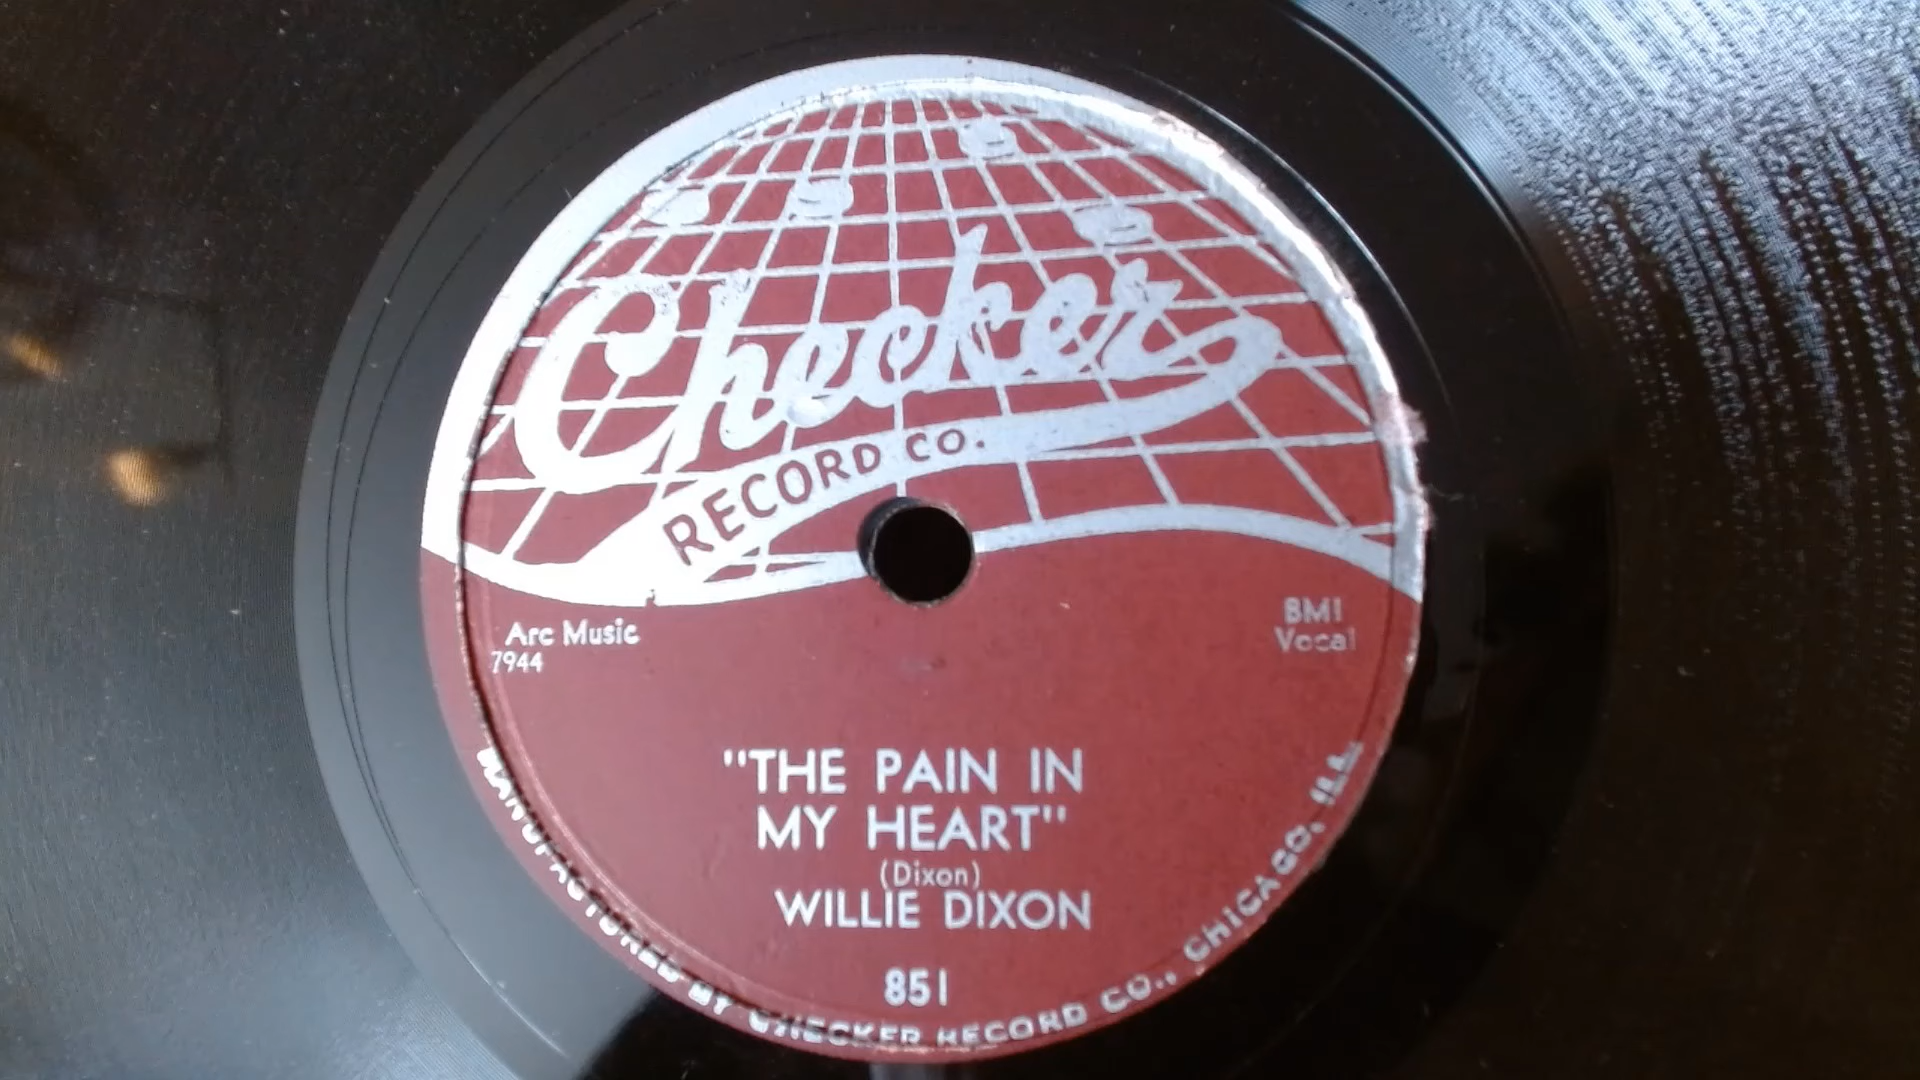 Checker
RECORD CO.
Arc Music
7944
BMI
Vocal
"THE PAIN IN
MY HEART"
(Dixon)
WILLIE DIXON
851
MANUFACTURED BY CHECKER RECORD CO., CHICAGO, ILL.